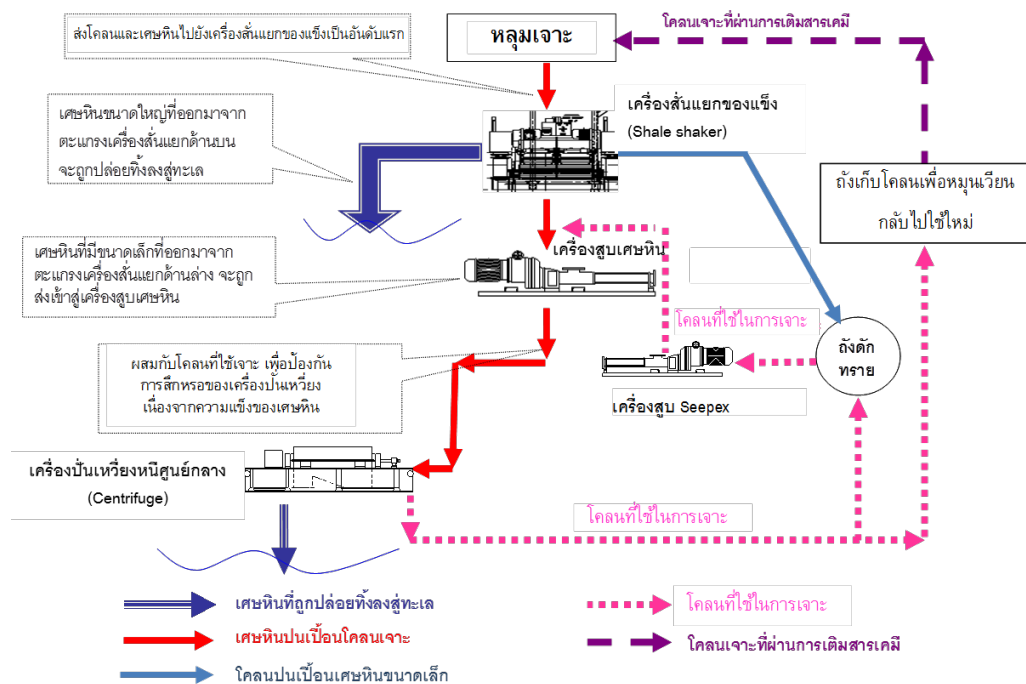 ส่งโคลนและเศษหินไปยังเครื่องสั่นแยกของแข็งเป็นอันดับแรก
หลุมเจาะ
โคลนเจาะที่ผ่านการเติมสารเคมี
เศษหินขนาดใหญ่ที่ออกมาจาก
ตะแกรงเครื่องสั่นแยกด้านบน
จะถูกปล่อยทิ้งลงสู่ทะเล
เครื่องสั่นแยกของแข็ง
(Shale shaker)
ถังเก็บโคลนเพื่อหมุนเวียน
กลับไปใช้ใหม่
เศษหินที่มีขนาดเล็กที่ออกมาจาก
ตะแกรงเครื่องสั่นแยกด้านล่าง จะถูก
ส่งเข้าสู่เครื่องสูบเศษหิน
เครื่องสูบเศษหิน
โคลนที่ใช้ในการเจาะ
ถังดัก
ทราย
ผสมกับโคลนที่ใช้เจาะ เพื่อป้องกัน
การสึกหรอของเครื่องปั่นเหวี่ยง
เนื่องจากความแข็งของเศษหิน
เครื่องสูบ Seepex
เครื่องปั่นเหวี่ยงหนีศูนย์กลาง
(Centrifuge)
โคลนที่ใช้ในการเจาะ
เศษหินที่ถูกปล่อยทิ้งลงสู่ทะเล
โคลนที่ใช้ในการเจาะ
เศษหินปนเปื้อนโคลนเจาะ
โคลนเจาะที่ผ่านการเติมสารเคมี
โคลนปนเปื้อนเศษหินขนาดเล็ก